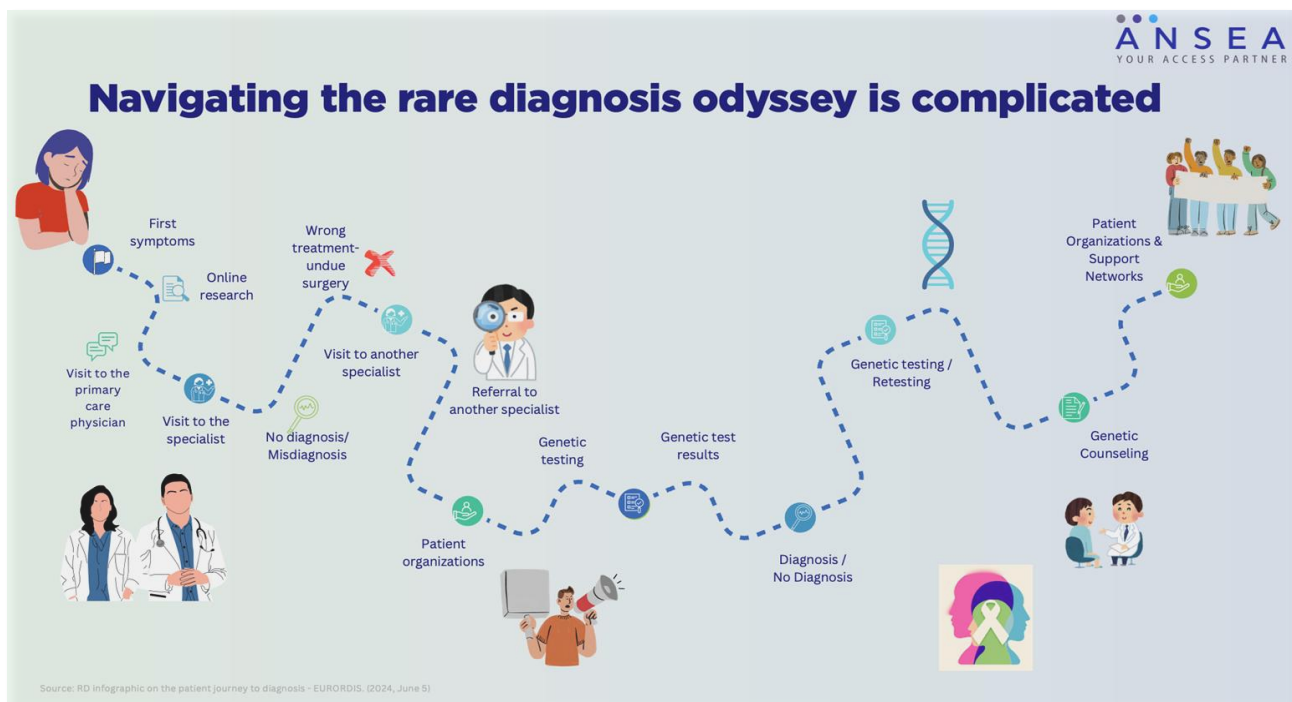 ANSEA
YOUR ACCESS PARTNER
Navigating the rare diagnosis odyssey is complicated
First
symptoms
Online
research
Visit to the
primary
care
physician
Visit to the
specialist
No diagnosis/
Misdiagnosis
Wrong
treatment-
undue
surgery
Visit to another
specialist
Referral to
another specialist
Patient
organizations
Genetic
testing
Genetic test
results
Diagnosis /
No Diagnosis
Genetic testing /
Retesting
Genetic
Counseling
Patient
Organizations &
Support
Networks
Source: RD infographic on the patient journey to diagnosis - EURORDIS. (2024, June 5)